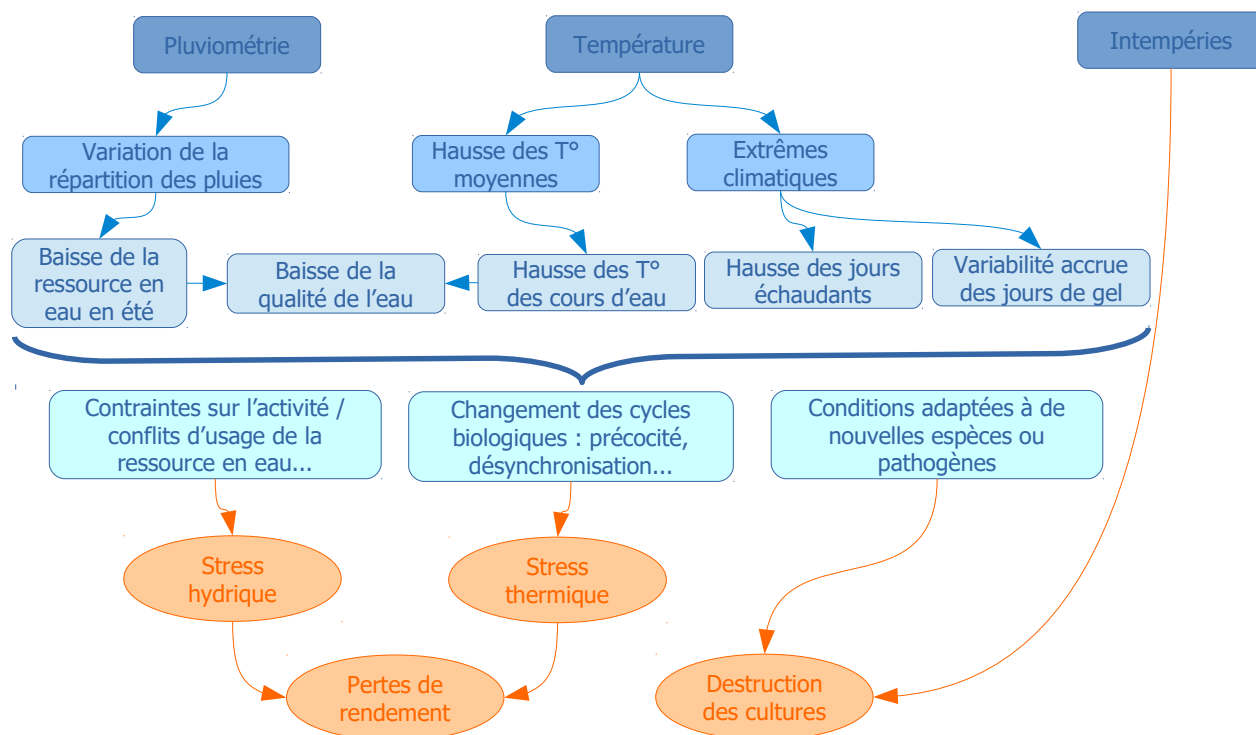 Pluviométrie
Température
Intempéries
Variation de la
répartition des pluies
Hausse des T°
moyennes
Extrêmes
climatiques
Baisse de la
ressource en
eau en été
Baisse de la
qualité de l’eau
Hausse des T°
des cours d’eau
Hausse des jours
échaudants
Variabilité accrue
des jours de gel
Contraintes sur l’activité /
conflits d’usage de la
ressource en eau...
Changement des cycles
biologiques : précocité,
désynchronisation...
Conditions adaptées à de
nouvelles espèces ou
pathogènes
Stress
hydrique
Stress
thermique
Pertes de
rendement
Destruction
des cultures